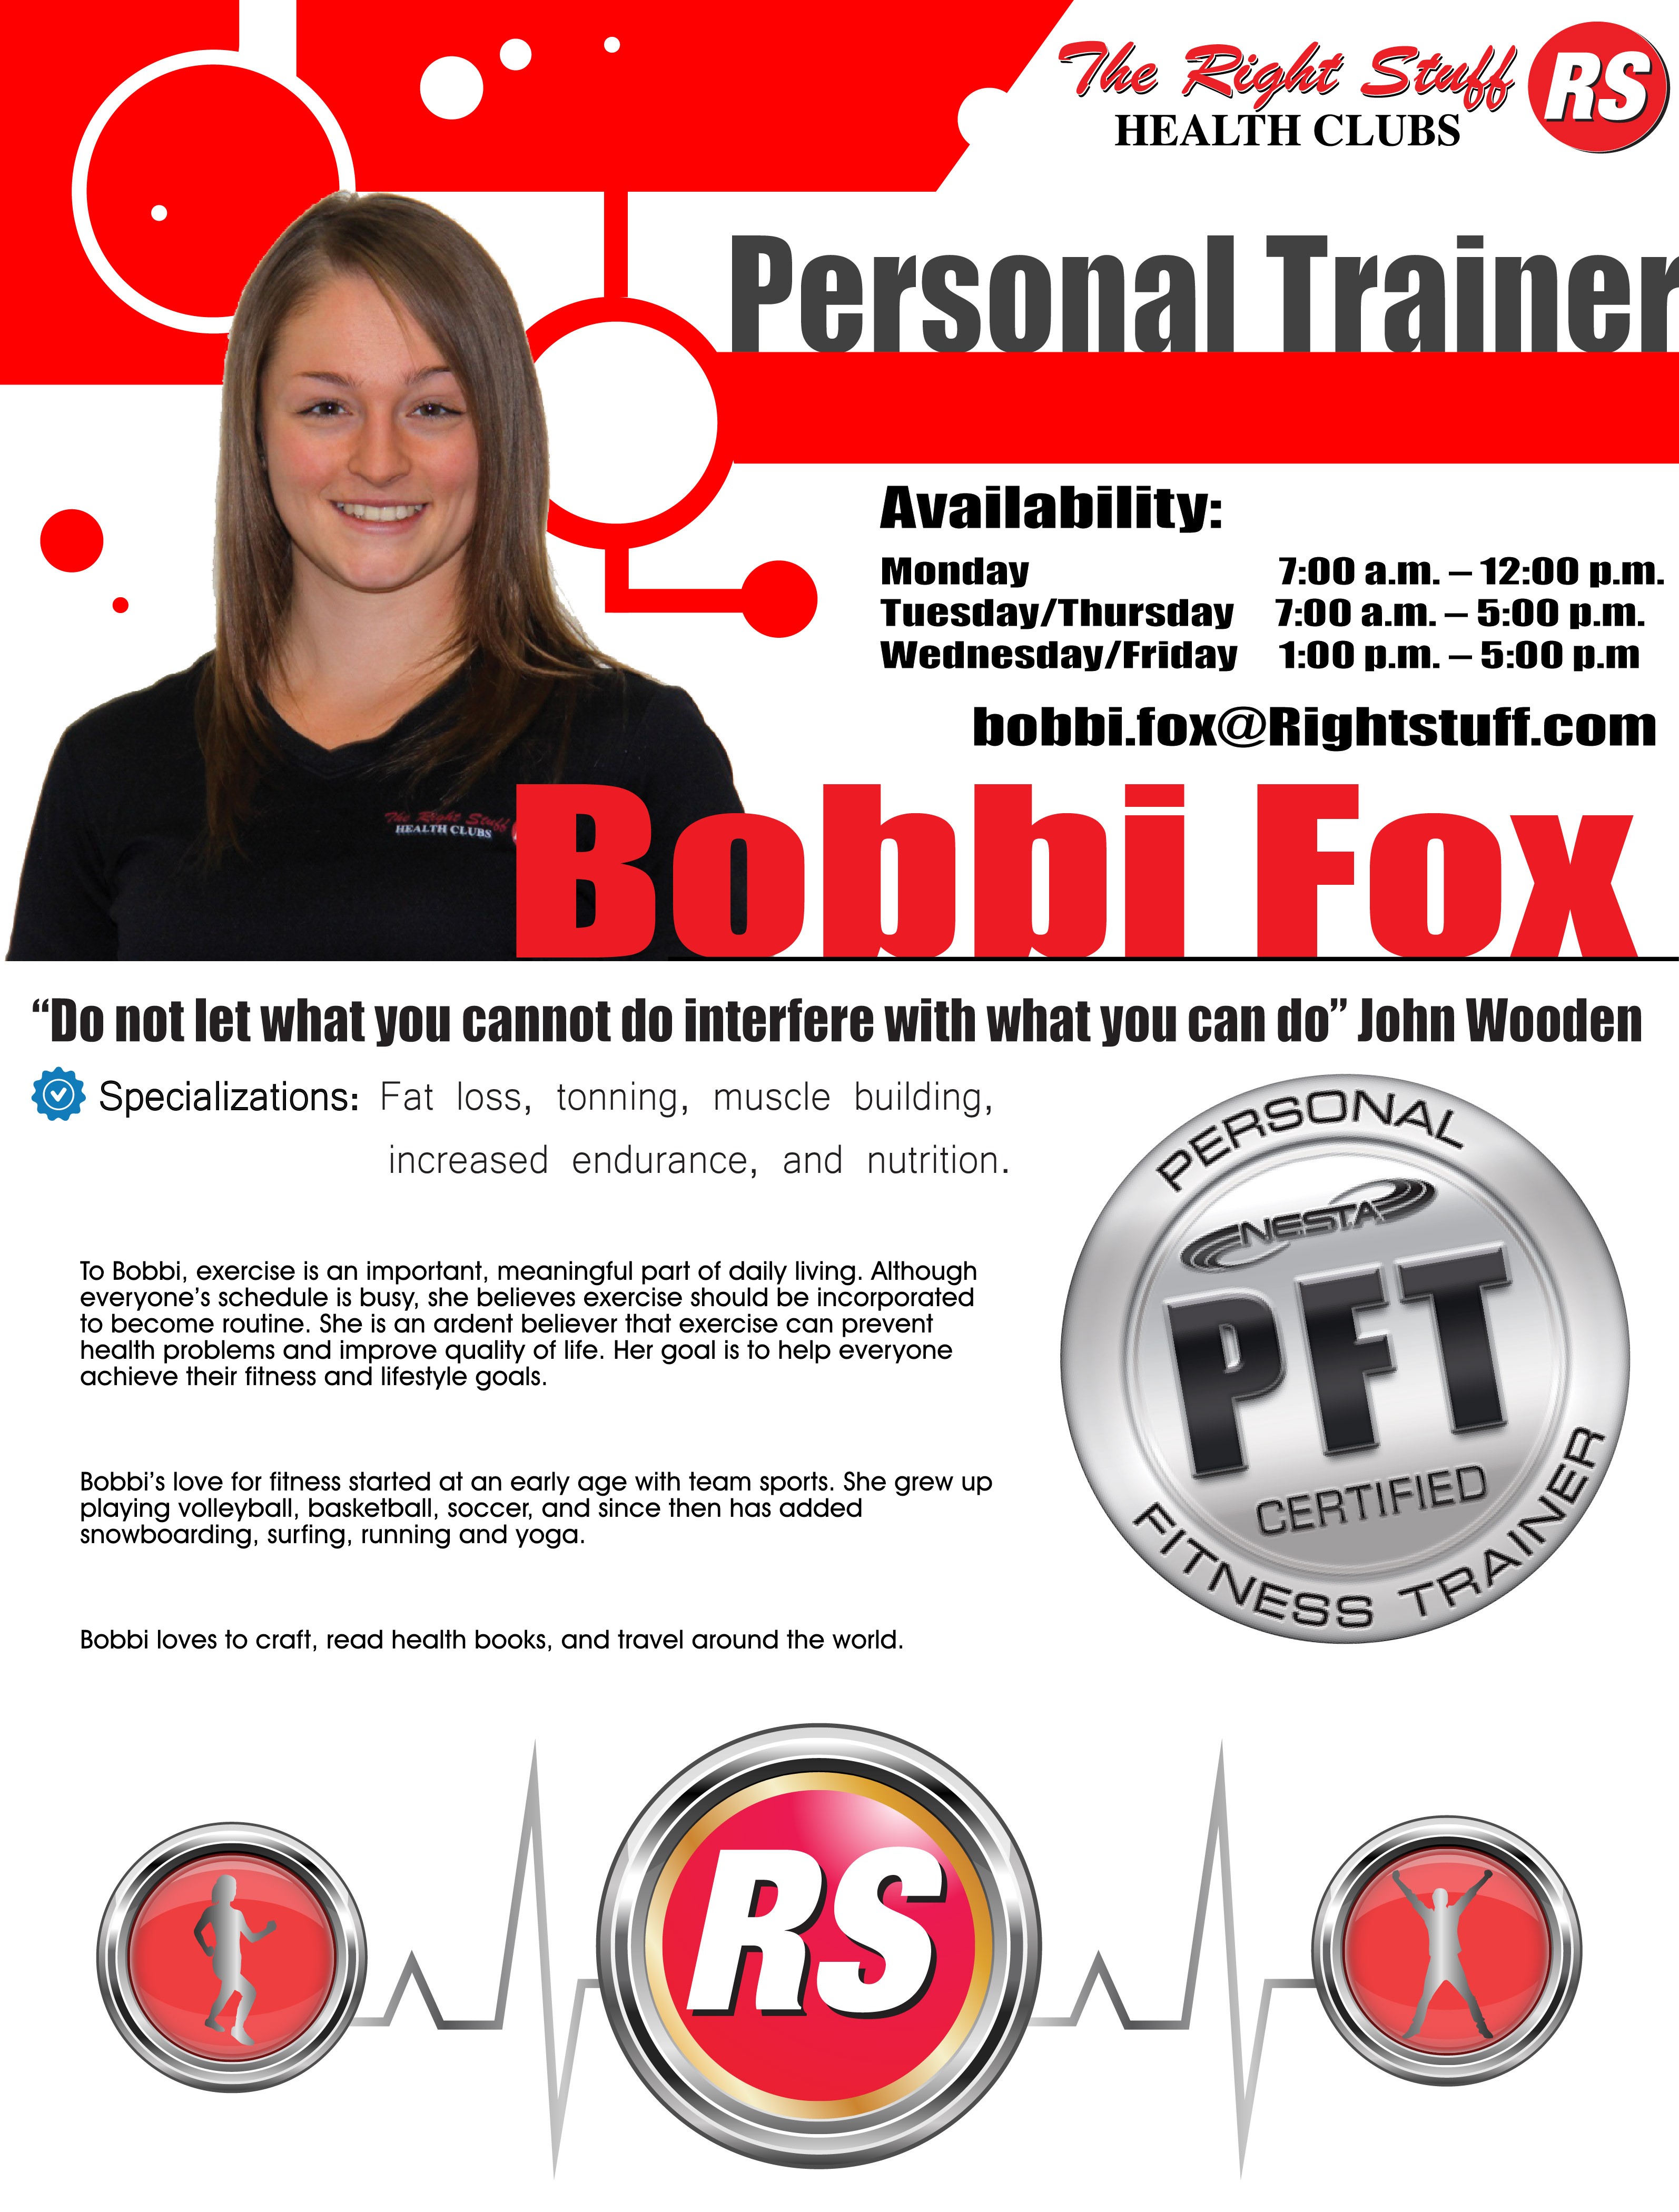 The Right Stuff RS
HEALTH CLUBS
Personal Trainer
Availability:
Monday 7:00 a.m. – 12:00 p.m.
Tuesday/Thursday 7:00 a.m. – 5:00 p.m.
Wednesday/Friday 1:00 p.m. – 5:00 p.m
bobbi.fox@Rightstuff.com
The Right Stuff
HEALTH CLUBS
Bobbi Fox
“Do not let what you cannot do interfere with what you can do” John Wooden
Specializations: Fat loss, tonning, muscle building,
increased endurance, and nutrition.
To Bobbi, exercise is an important, meaningful part of daily living. Although
everyone’s schedule is busy, she believes exercise should be incorporated
to become routine. She is an ardent believer that exercise can prevent
health problems and improve quality of life. Her goal is to help everyone
achieve their fitness and lifestyle goals.
Bobbi’s love for fitness started at an early age with team sports. She grew up
playing volleyball, basketball, soccer, and since then has added
snowboarding, surfing, running and yoga.
Bobbi loves to craft, read health books, and travel around the world.
PERSONAL
N.E.S.T.A.
PFT
CERTIFIED
FITNESS TRAINER
RS